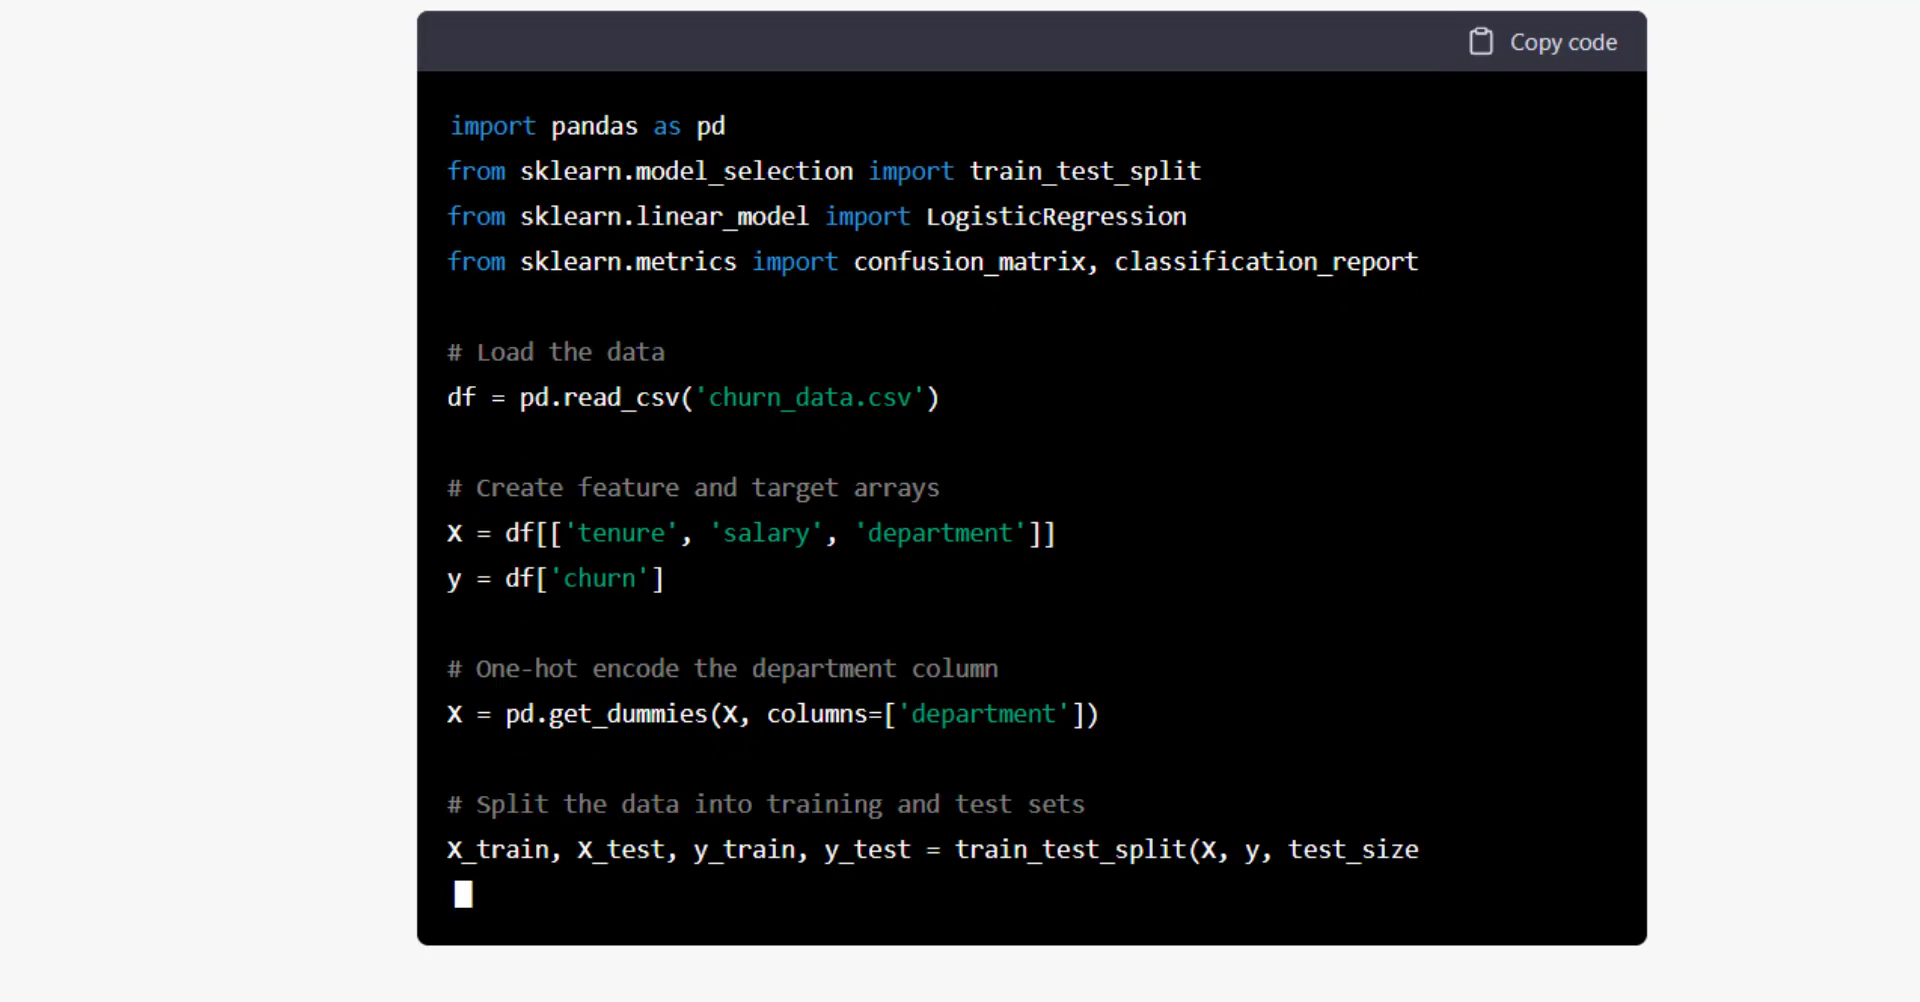 Copy code
import pandas as pd
from sklearn.model_selection import train_test_split
from sklearn.linear_model import LogisticRegression
from sklearn.metrics import confusion_matrix, classification_report
# Load the data
df = pd.read_csv('churn_data.csv')
# Create feature and target arrays
X = df[['tenure', 'salary', 'department']]
y = df['churn']
# One-hot encode the department column
X = pd.get_dummies(X, columns=['department'])
# Split the data into training and test sets
X_train, X_test, y_train, y_test = train_test_split(X, y, test_size